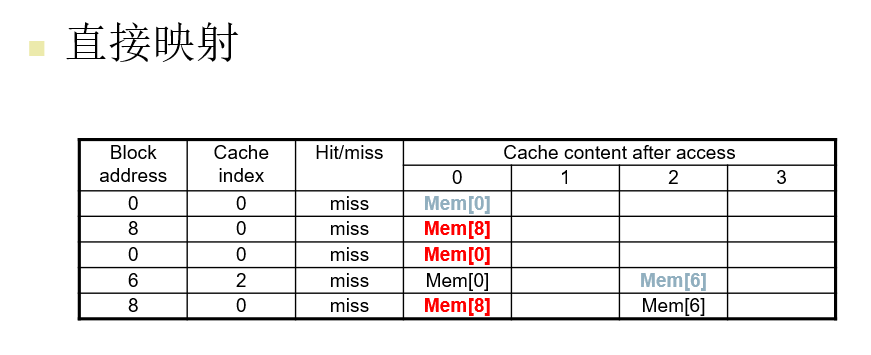 直接映射
Block address Cache index Hit/miss Cache content after access
0 1 2 3
0 0 miss Mem[0]
8 0 miss Mem[8]
0 0 miss Mem[0]
6 2 miss Mem[0] Mem[6]
8 0 miss Mem[8] Mem[6]